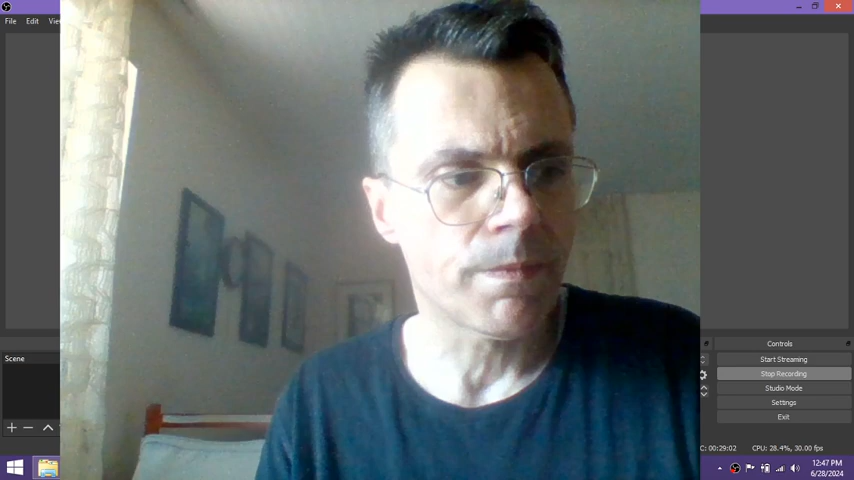 File Edit
Scene
Controls
Start Streaming
Stop Recording
Studio Mode
Settings
Exit
C: 00:29:02 CPU: 28.4%, 30.00 fps
12:47 PM
6/28/2024